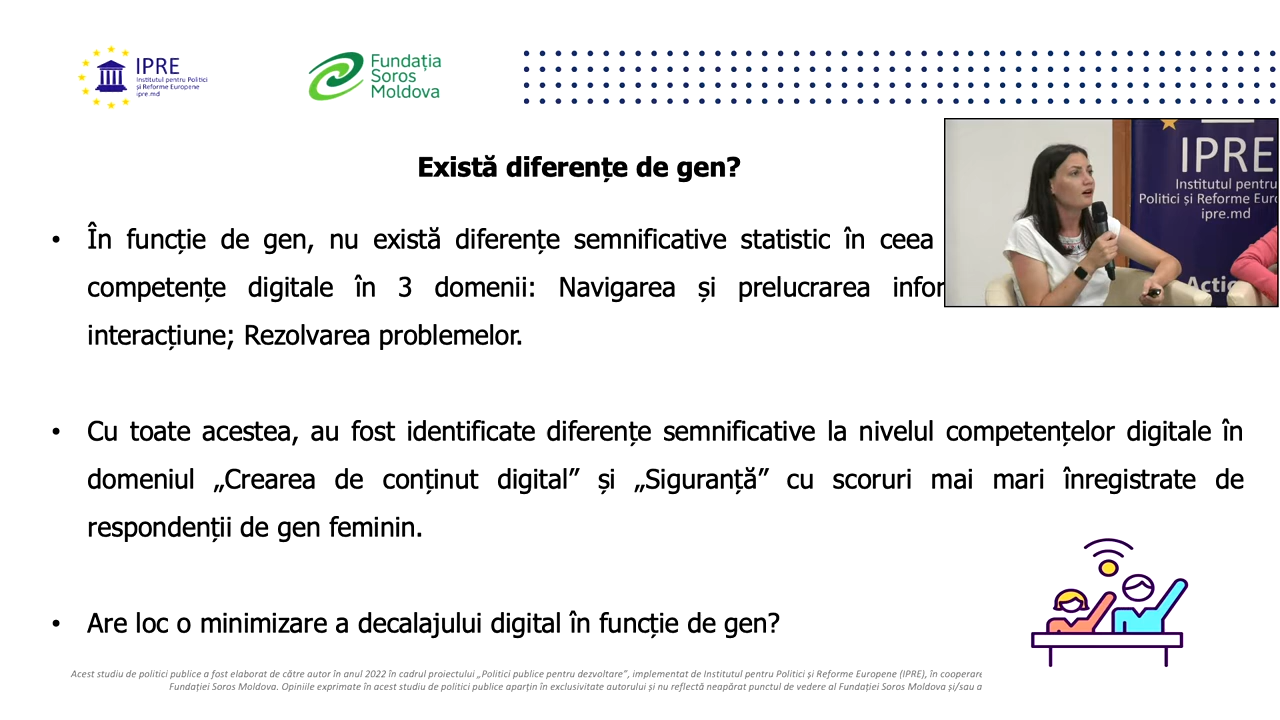 IPRE
Institutul pentru Politici
și Reforme Europene
ipre.md
Fundația
Soros
Moldova
Există diferențe de gen?
• În funcție de gen, nu există diferențe semnificative statistic în ceea
competențe digitale în 3 domenii: Navigarea și prelucrarea
interacțiune; Rezolvarea problemelor.
IPRE
Institutul pentru
Politici și Reforme
ipre.md
• Cu toate acestea, au fost identificate diferențe semnificative la nivelul competențelor digitale în
domeniul „Crearea de conținut digital” și „Siguranță” cu scoruri mai mari înregistrate de
respondenții de gen feminin.
• Are loc o minimizare a decalajului digital în funcție de gen?
Acest studiu de politici publice a fost elaborat de către autor în anul 2022 în cadrul proiectului „Politici publice pentru dezvoltare”, implementat de Institutul pentru Politici și Reforme Europene (IPRE), în
Fundației Soros Moldova. Opiniile exprimate în acest studiu de politici publice aparțin în exclusivitate autorului și nu reflectă neapărat punctul de vedere al Fundației Soros Moldova și/sau